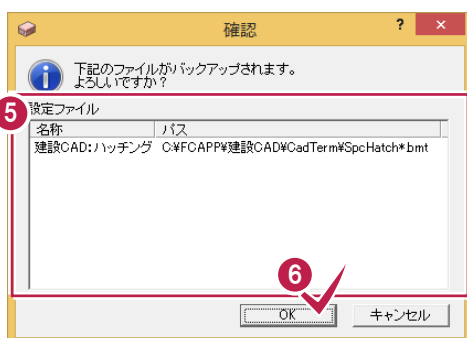 確認
? ×
下記のファイルがバックアップされます。
よろしいですか?
5
設定ファイル
名称 パス
建設CAD:ハッチング C:¥FCAPP¥建設CAD¥CadTerm¥SpcHatch*.bmt
6
OK キャンセル